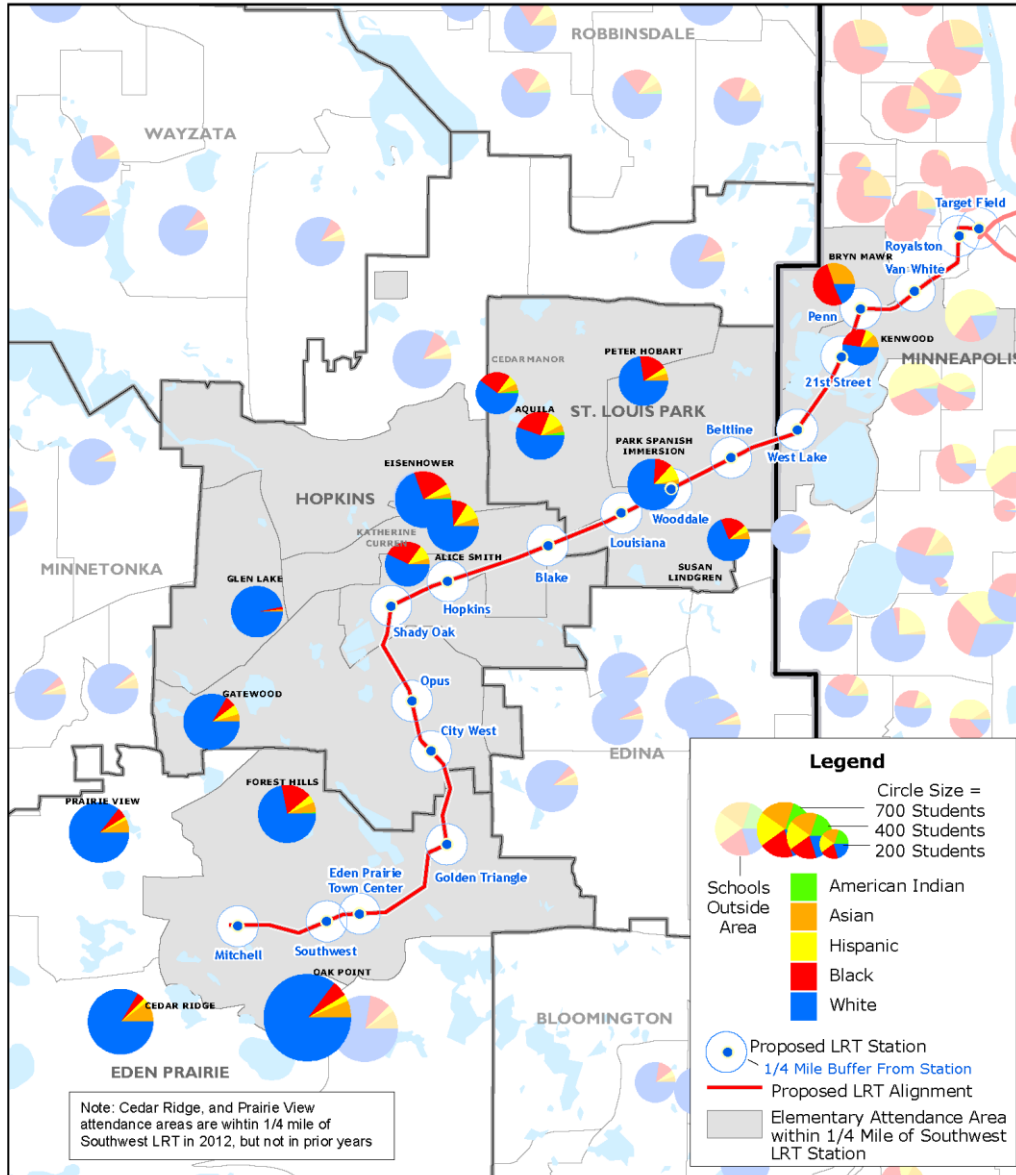 ROBBINSDALE
WAYZATA
Target Field
Royalston
BRYN MAWR
Van White
Penn
KENWOOD
MINNEAPOLIS
21st Street
CEDAR MANOR
PETER HOBART
AQUILA
ST. LOUIS PARK
Beltline
West Lake
PARK SPANISH
IMMERSION
EISENHOWER
HOPKINS
Wooddale
KATHERINE
CURREN
Louisiana
ALICE SMITH
Blake
SUSAN
LINDGREN
MINNETONKA
GLEN LAKE
Hopkins
Shady Oak
Opus
GATEWOOD
City West
EDINA
FOREST HILLS
PRAIRIE VIEW
Golden Triangle
Eden Prairie
Town Center
Mitchell
Southwest
OAK POINT
CEDAR RIDGE
BLOOMINGTON
EDEN PRAIRIE
Note: Cedar Ridge, and Prairie View
attendance areas are whithin 1/4 mile of
Southwest LRT in 2012, but not in prior years
Legend
Circle Size =
700 Students
400 Students
200 Students
Schools
Outside
Area
American Indian
Asian
Hispanic
Black
White
Proposed LRT Station
1/4 Mile Buffer From Station
Proposed LRT Alignment
Elementary Attendance Area
within 1/4 Mile of Southwest
LRT Station